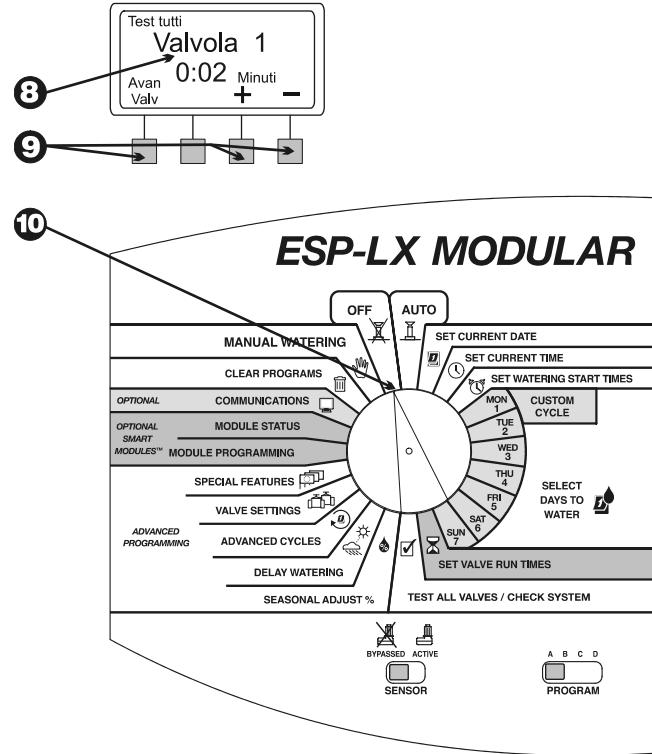 Test tutti
Valvola 1
0:02 Minuti
Avan
Valv
+ −
8
9
10
ESP-LX MODULAR
OFF
AUTO
MANUAL WATERING
CLEAR PROGRAMS
OPTIONAL
COMMUNICATIONS
OPTIONAL
SMART
MODULES™
MODULE STATUS
MODULE PROGRAMMING
SPECIAL FEATURES
VALVE SETTINGS
ADVANCED
PROGRAMMING
ADVANCED CYCLES
DELAY WATERING
SEASONAL ADJUST %
SET CURRENT DATE
SET CURRENT TIME
SET WATERING START TIMES
MON
1
TUE
2
WED
3
THU
4
FRI
5
SAT
6
SUN
7
CUSTOM
CYCLE
SELECT
DAYS TO
WATER
SET VALVE RUN TIMES
TEST ALL VALVES / CHECK SYSTEM
BYPASSED ACTIVE
SENSOR
A B C D
PROGRAM